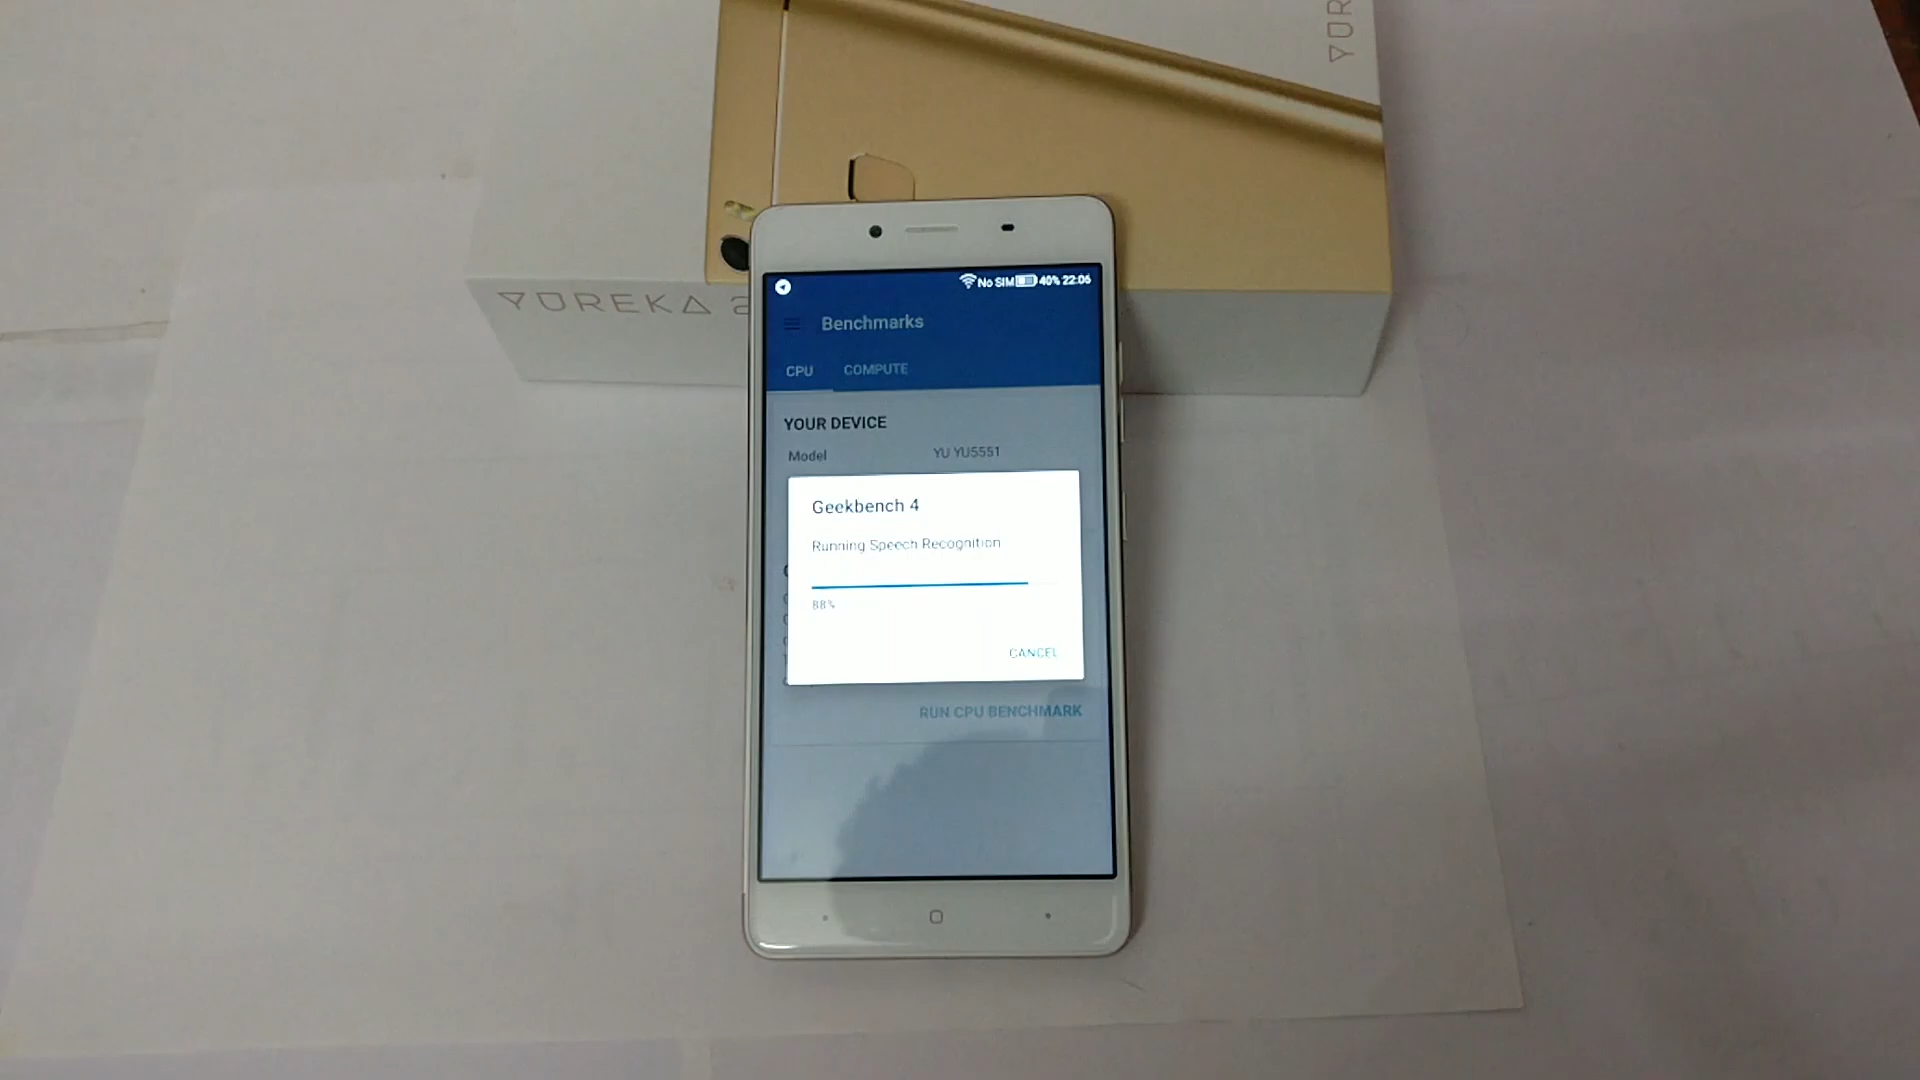 YUR
YUREKA 2
No SIM 40% 22:06
Benchmarks
CPU COMPUTE
YOUR DEVICE
Model YU YU5551
Geekbench 4
Running Speech Recognition
88%
CANCEL
RUN CPU BENCHMARK